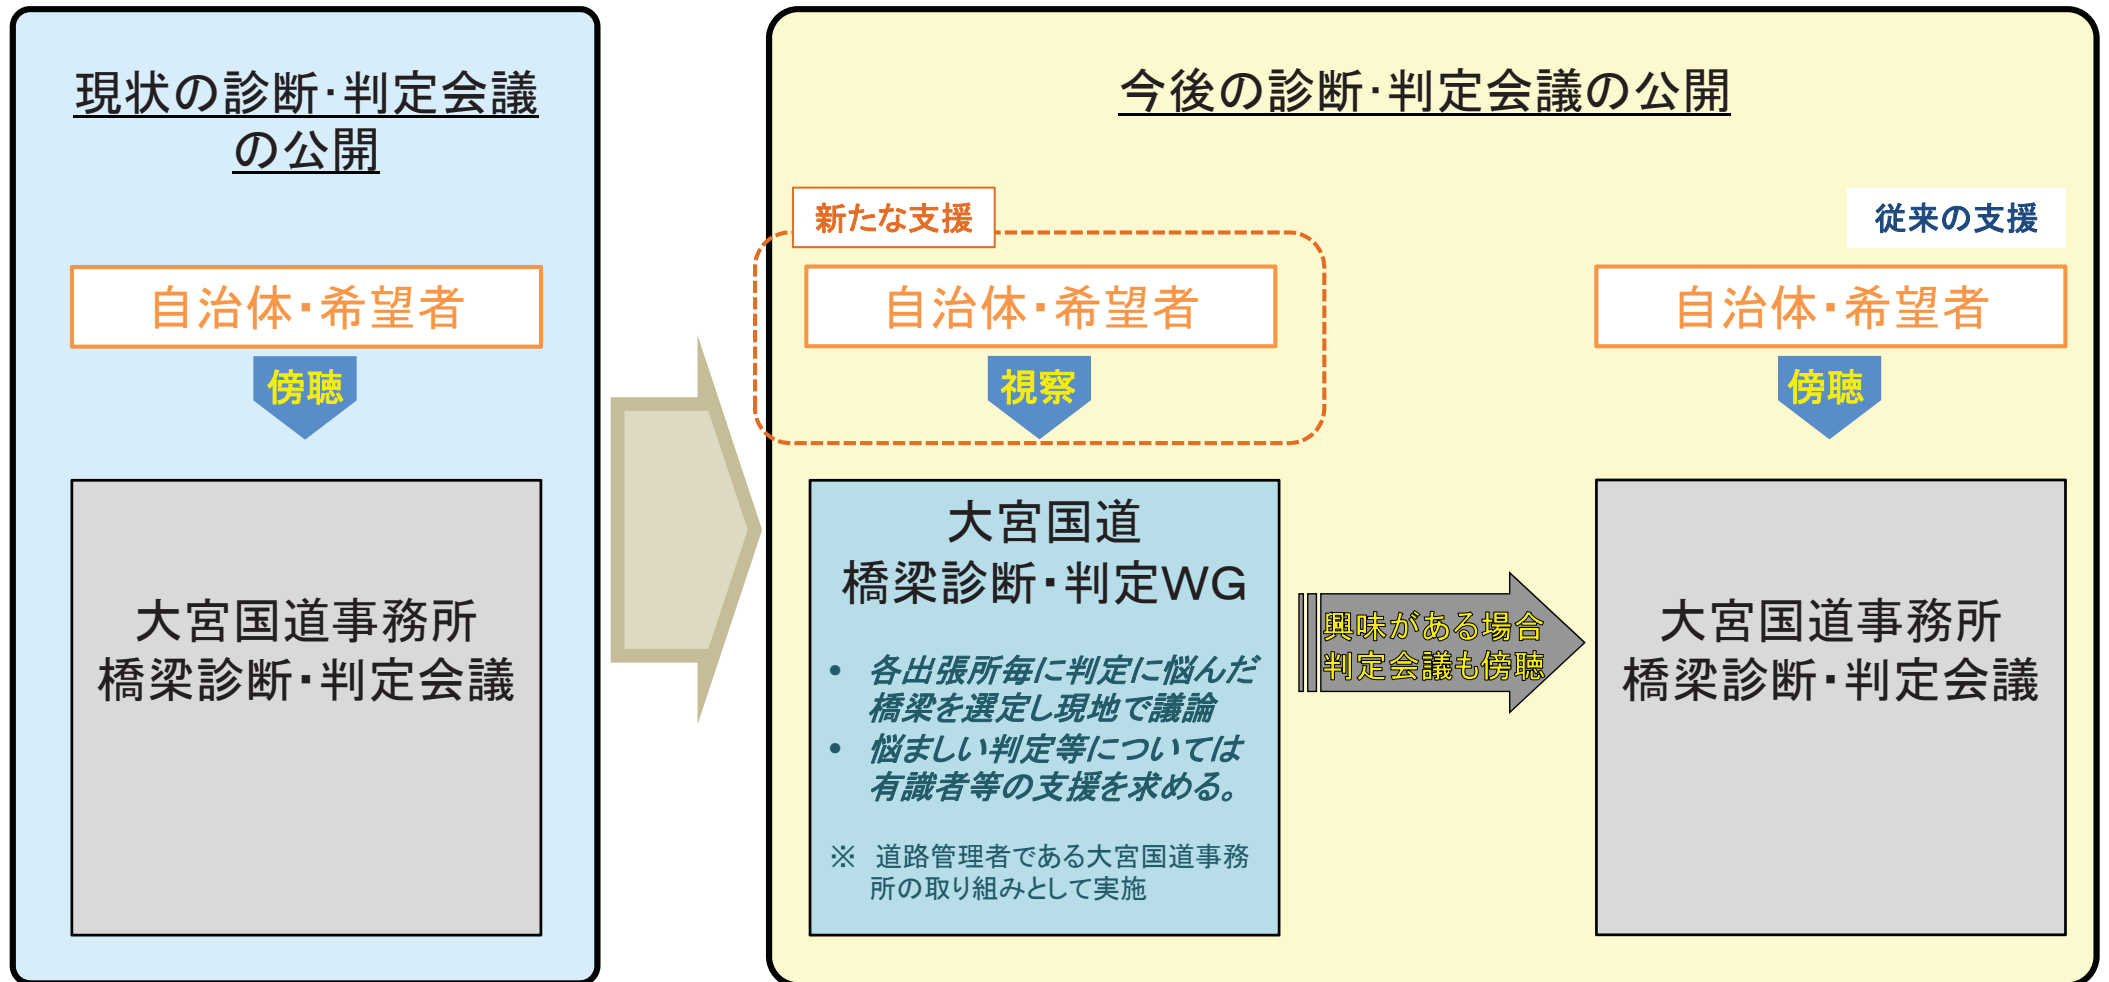 現状の診断･判定会議
の公開
自治体・希望者
傍聴
大宮国道事務所
橋梁診断・判定会議
今後の診断･判定会議の公開
新たな支援
自治体・希望者
視察
大宮国道
橋梁診断・判定WG
• 各出張所毎に判定に悩んだ
橋梁を選定し現地で議論
• 悩ましい判定等については
有識者等の支援を求める。
※ 道路管理者である大宮国道事務
所の取り組みとして実施
興味がある場合
判定会議も傍聴
従来の支援
自治体・希望者
傍聴
大宮国道事務所
橋梁診断・判定会議